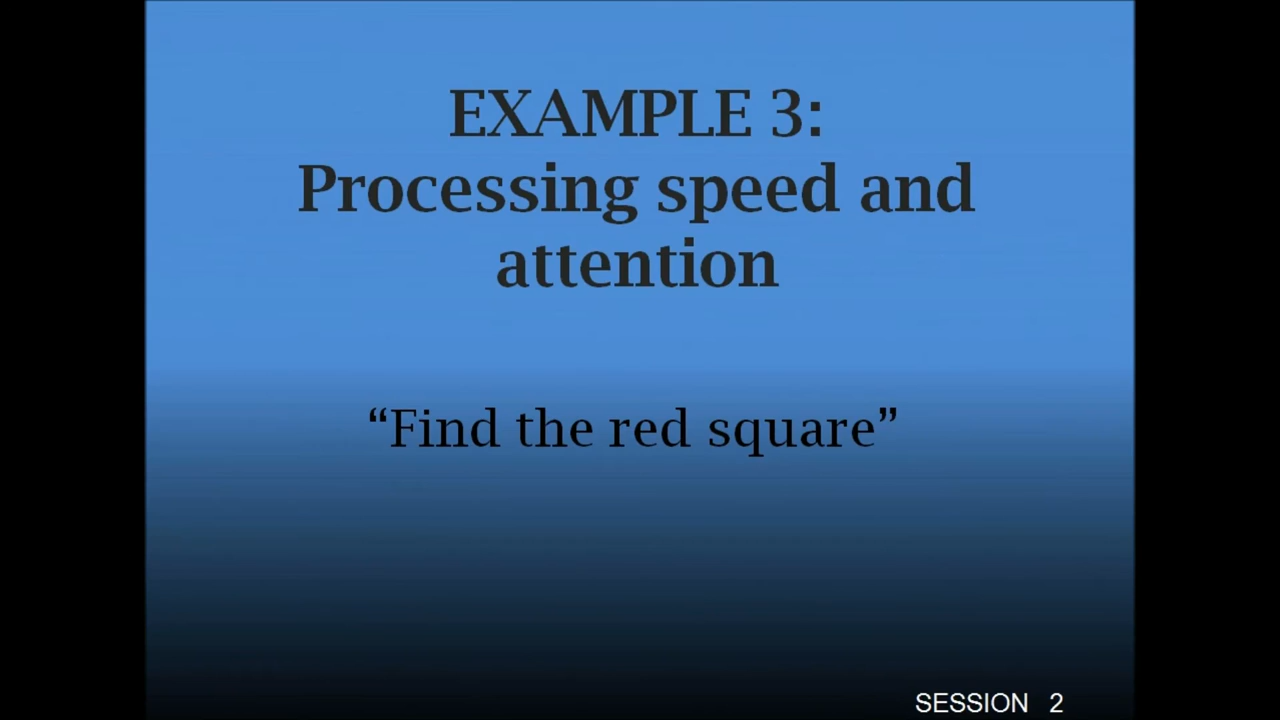 EXAMPLE 3:
Processing speed and
attention
“Find the red square”
SESSION 2